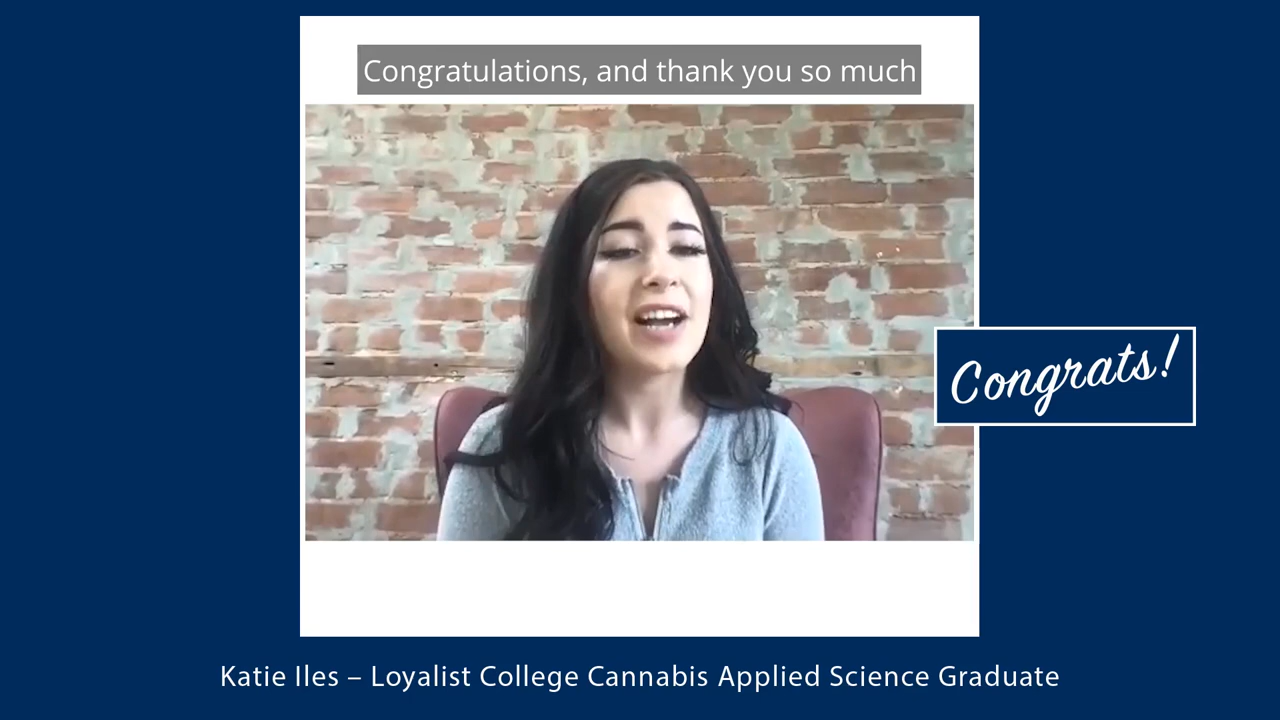 Congratulations, and thank you so much
Congrats!
Katie Iles – Loyalist College Cannabis Applied Science Graduate